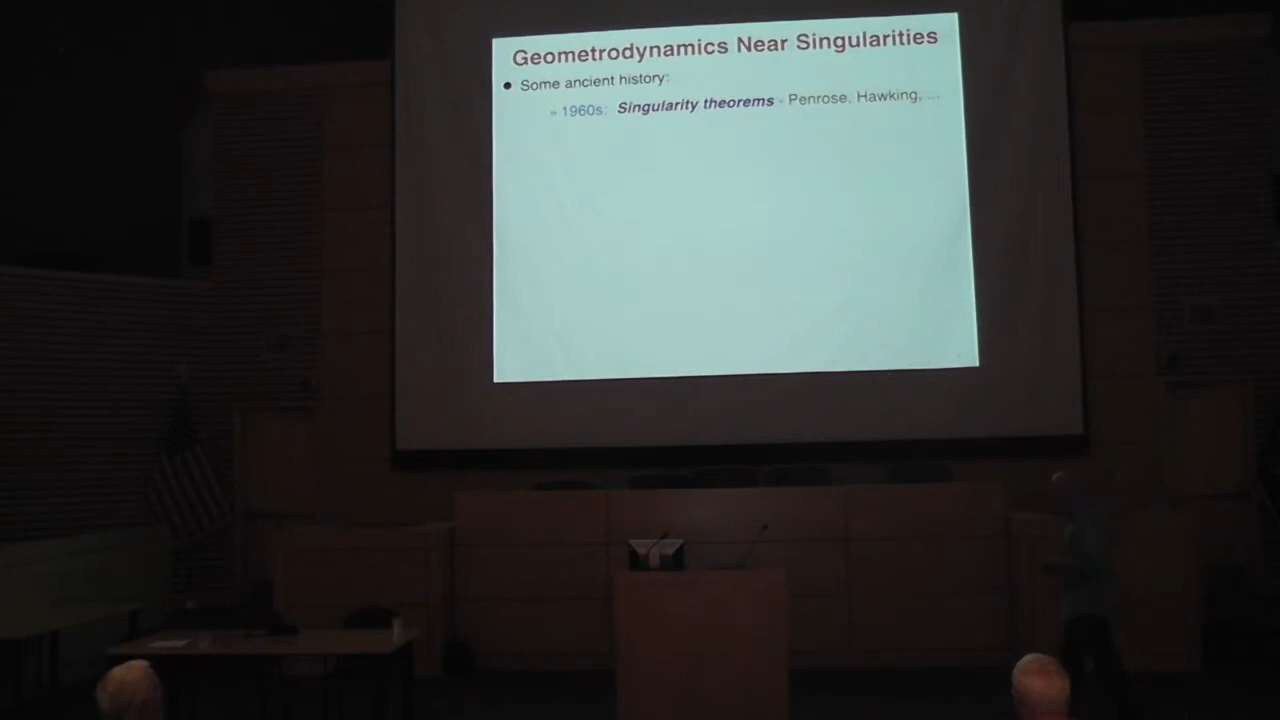 Geometrodynamics Near Singularities
● Some ancient history:
» 1960s: Singularity theorems - Penrose, Hawking, ...